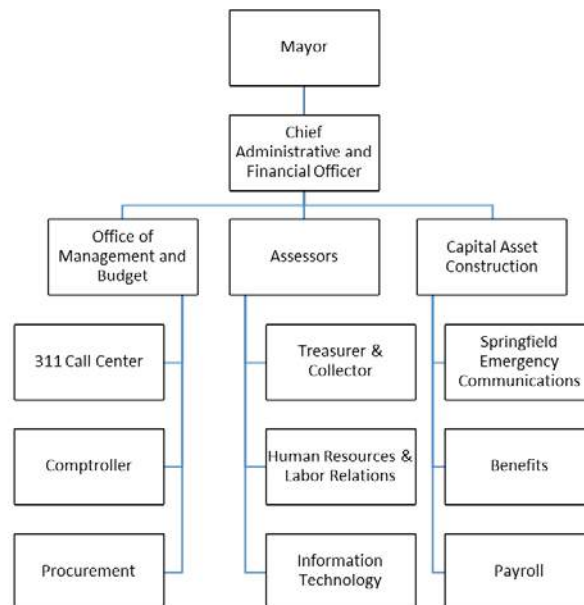 Mayor
Chief
Administrative and
Financial Officer
Office of
Management and
Budget
Assessors
Capital Asset
Construction
311 Call Center
Treasurer &
Collector
Springfield
Emergency
Communications
Comptroller
Human Resources &
Labor Relations
Benefits
Procurement
Information
Technology
Payroll